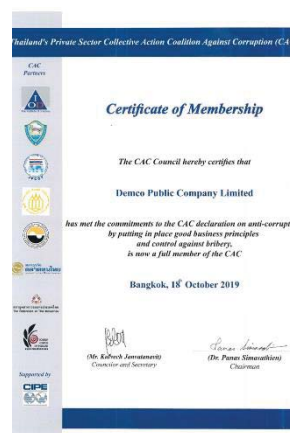 Thailand's Private Sector Collective Action Coalition Against Corruption (CA
CAC
Partners
Certificate of Membership
The CAC Council hereby certifies that
Demco Public Company Limited
has met the commitments to the CAC declaration on anti-corrupt
by putting in place good business principles
and control against bribery,
is now a full member of the CAC
Bangkok, 18 October 2019
(Mr. Kulvech Janvatanavit)
Councilor and Secretary
(Dr. Panas Simasathien)
Chairman
Supported by
CIPE